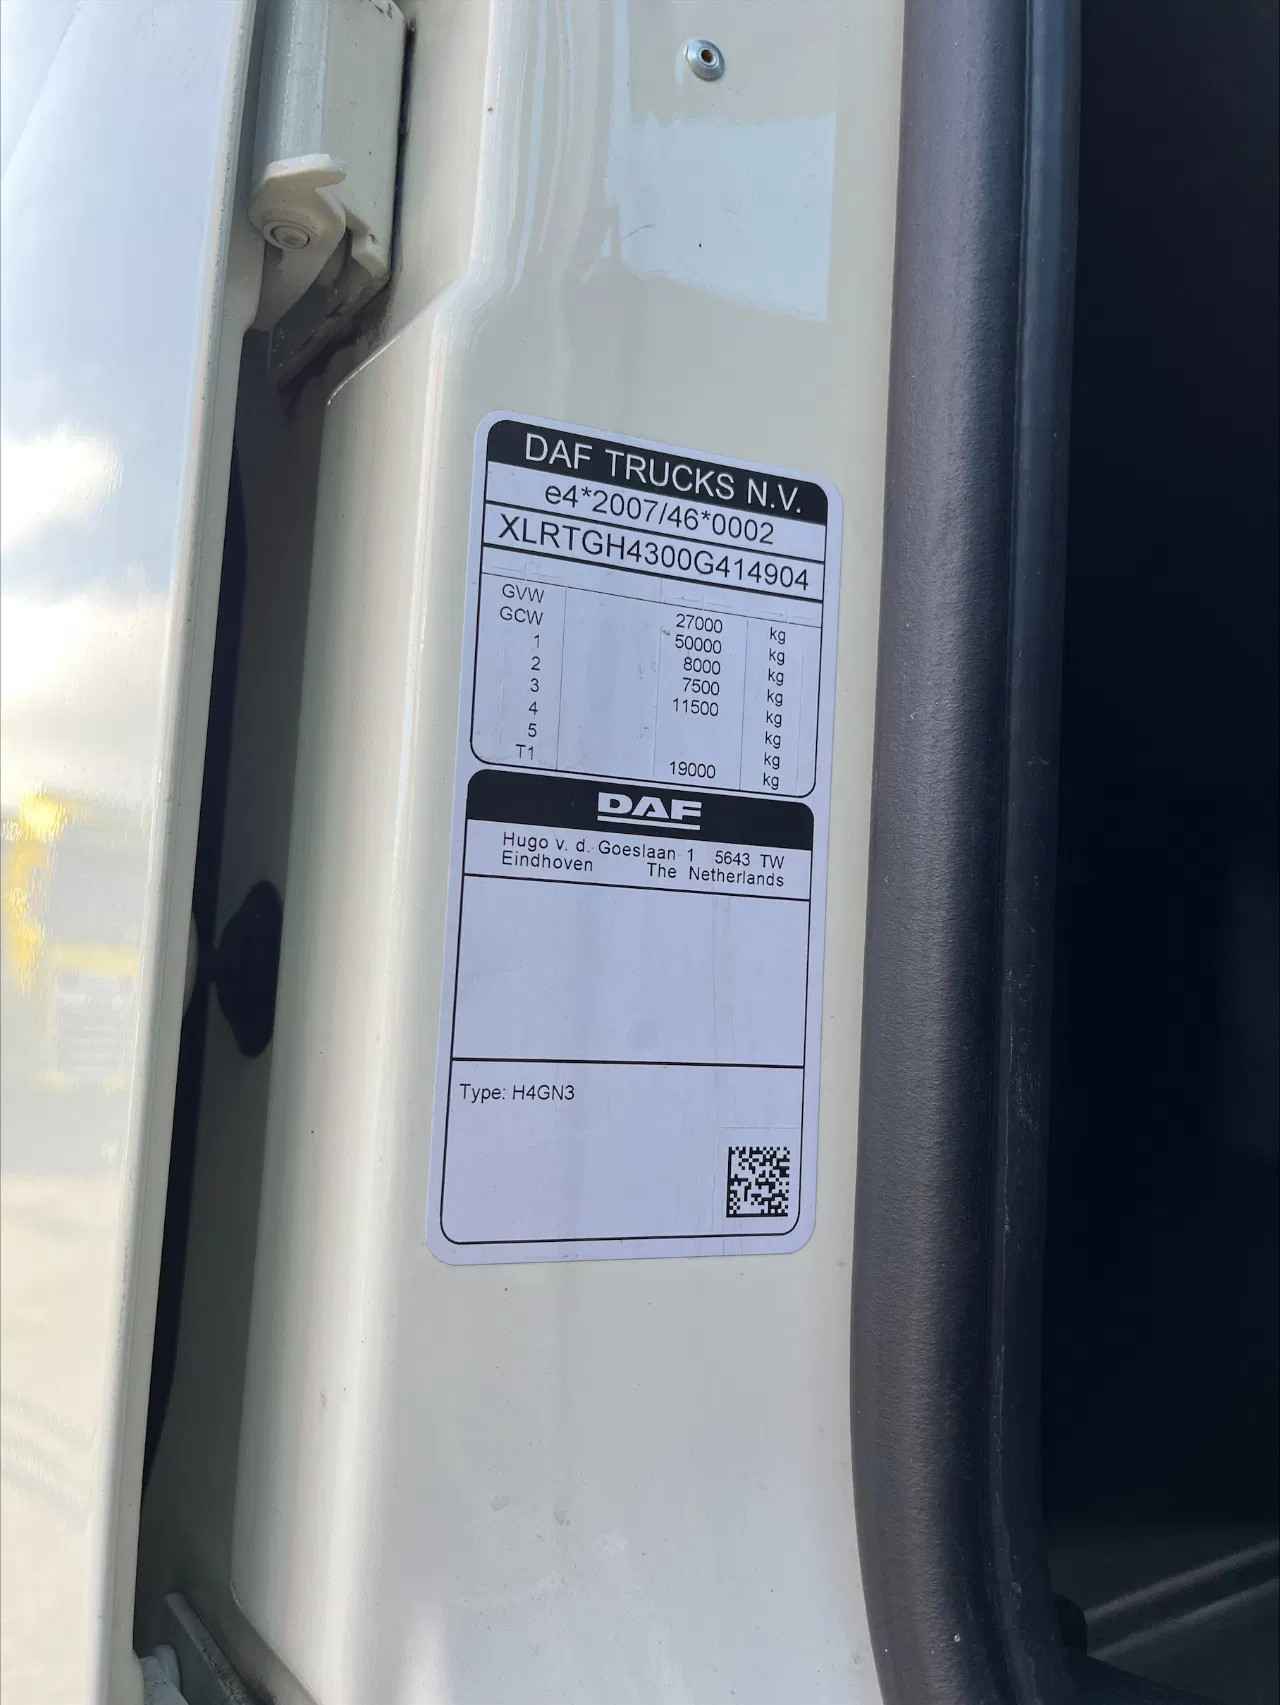 DAF TRUCKS N.V.
e4*2007/46*0002
XLRTGH4300G414904
GVW 27000 kg
GCW 50000 kg
1 8000 kg
2 7500 kg
3 11500 kg
4 kg
5 kg
T1 19000 kg
DAF
Hugo v. d. Goeslaan 1 5643 TW
Eindhoven The Netherlands
Type: H4GN3